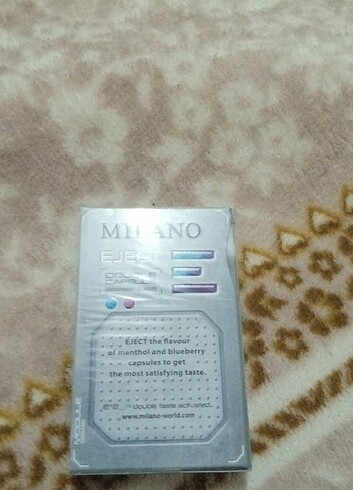 MILANO
EJECT
DOUBLE
CAPSULE
EJECT the flavour
of menthol and blueberry
capsules to get
the most satisfying taste.
double taste activated.
www.milano-world.com